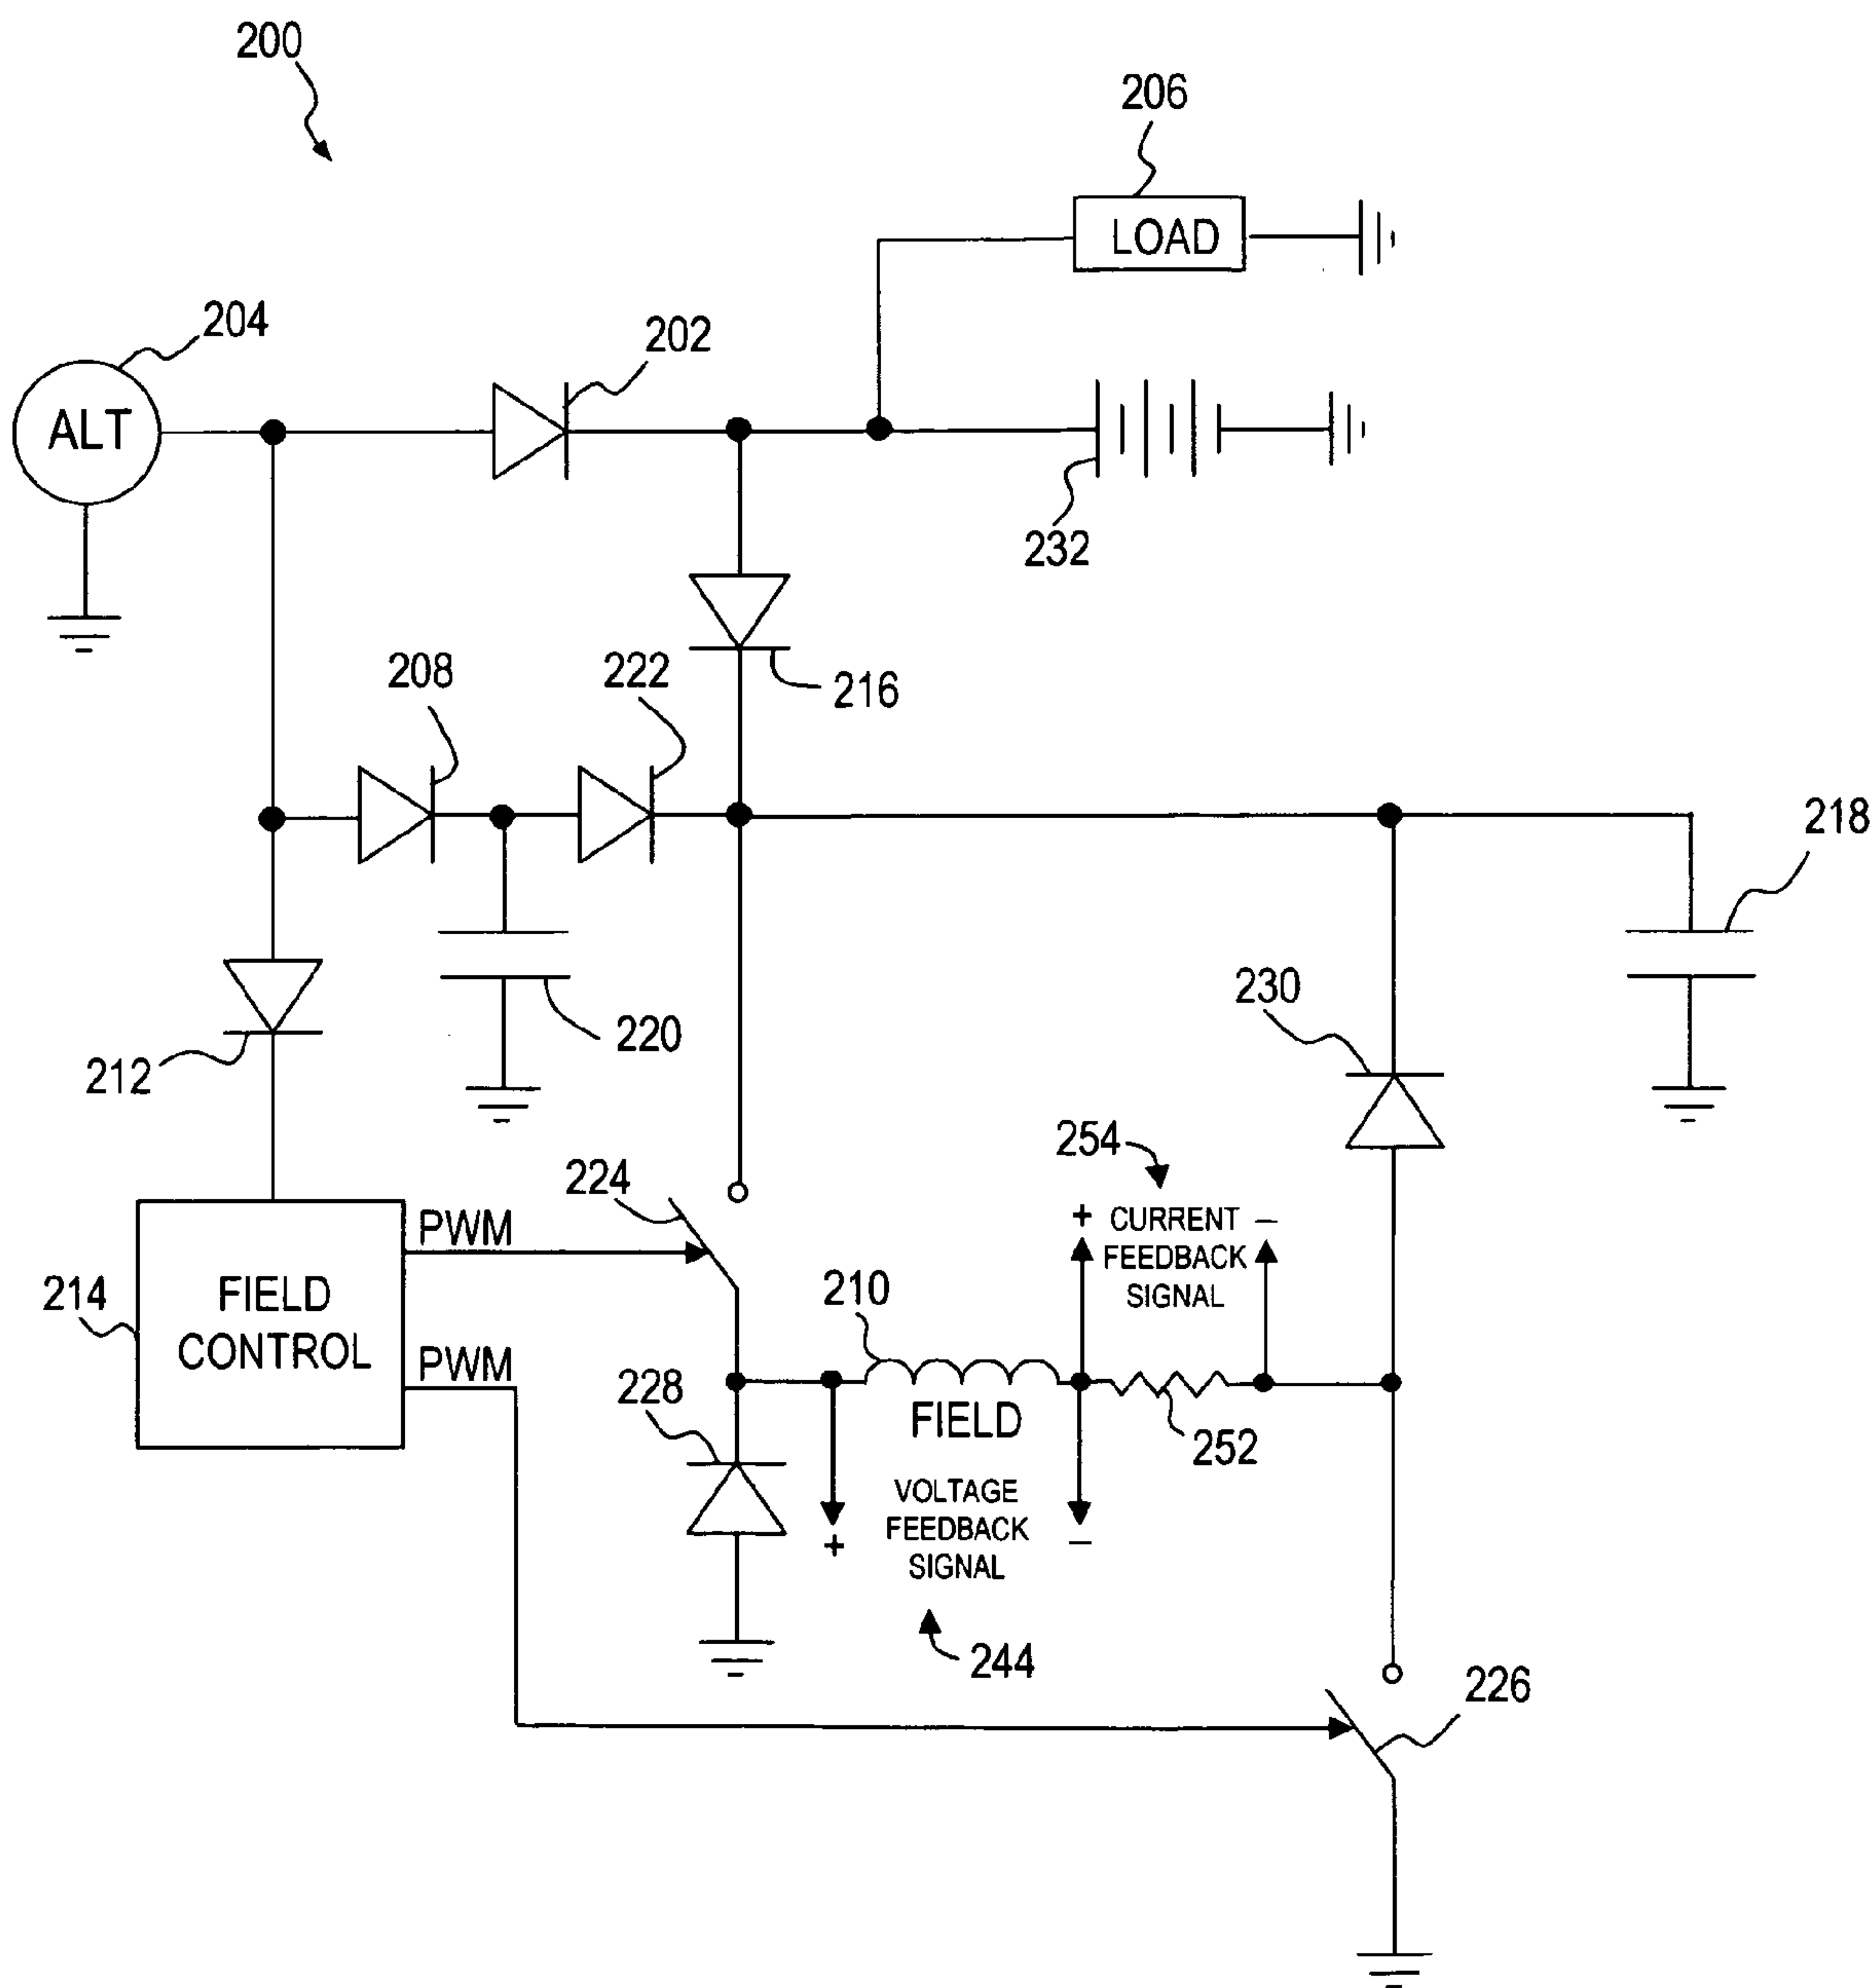 200
206
LOAD
204
202
ALT
232
208
222
216
218
230
212
220
254
224
PWM
+ CURRENT –
FEEDBACK
SIGNAL
214
FIELD
CONTROL
210
PWM
228
FIELD
252
VOLTAGE
FEEDBACK
SIGNAL
+
–
244
226